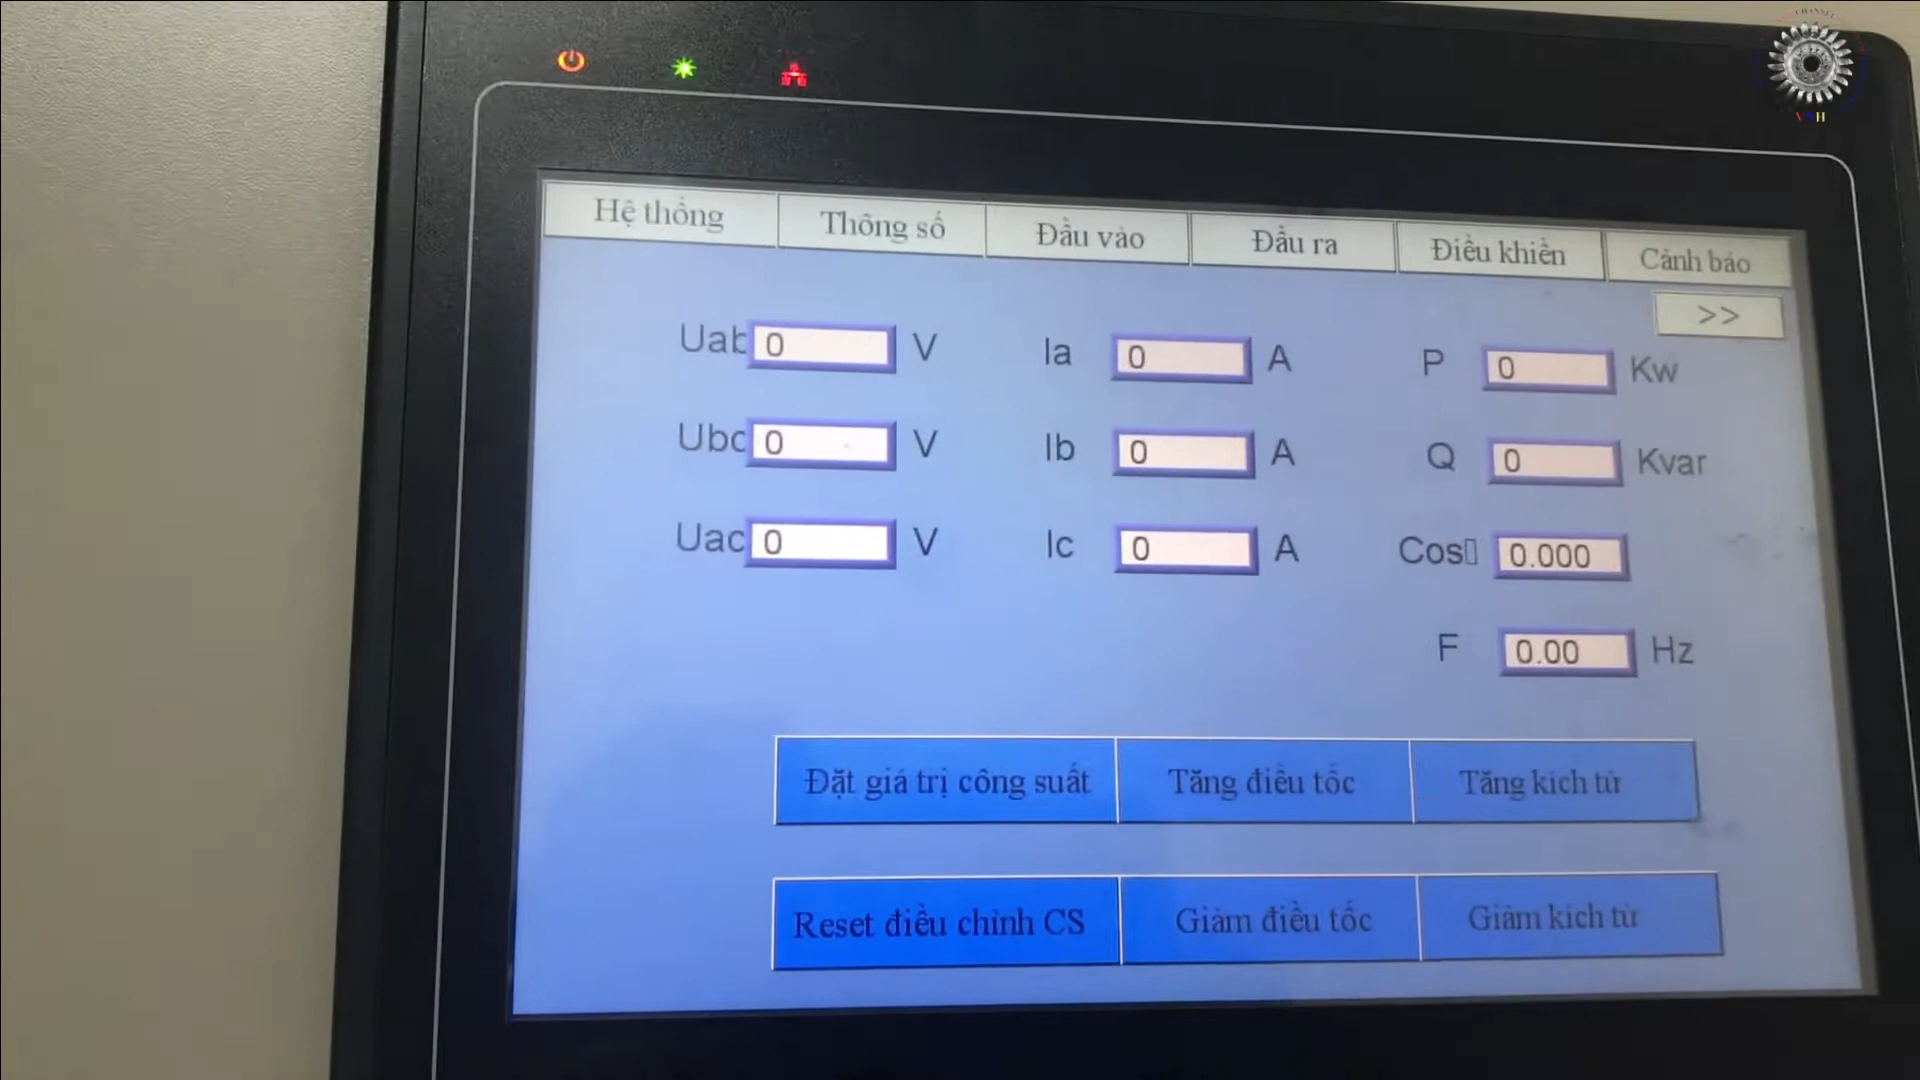 CHANNEL
VNH
Hệ thống
Thông số
Đầu vào
Đầu ra
Điều khiển
Cảnh báo
>>
Uab 0 V
Ia 0 A
P 0 Kw
Ubc 0 V
Ib 0 A
Q 0 Kvar
Uac 0 V
Ic 0 A
Cos▯ 0.000
F 0.00 Hz
Đặt giá trị công suất
Tăng điều tốc
Tăng kích từ
Reset điều chỉnh CS
Giảm điều tốc
Giảm kích từ